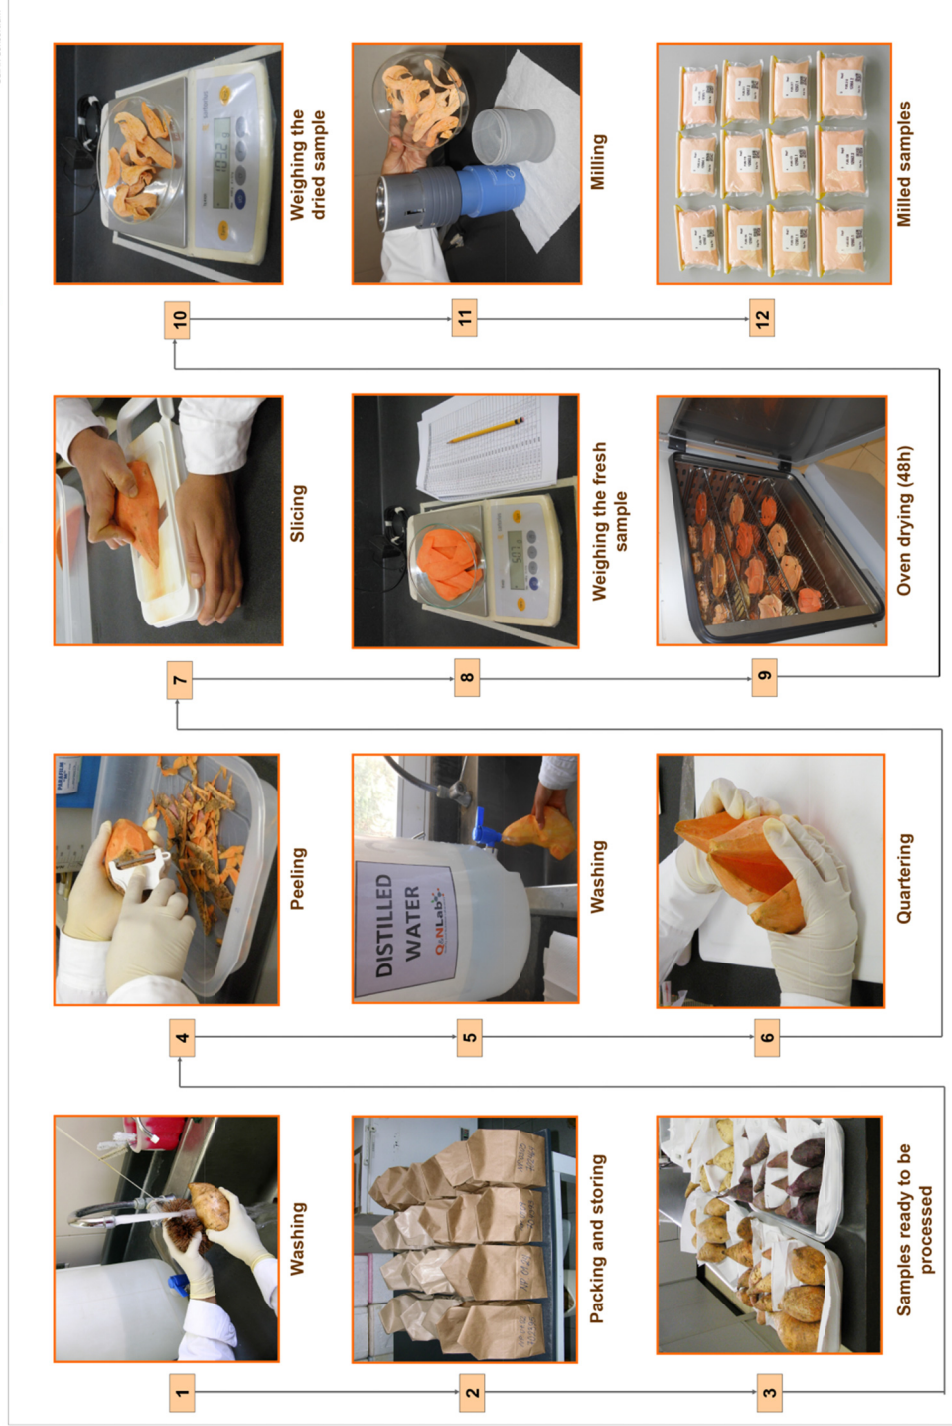 1
Washing
2
Packing and storing
3
Samples ready to be
processed
4
Peeling
5
DISTILLED
WATER
Q&NLab
Washing
6
Quartering
7
Slicing
8
Weighing the fresh
sample
9
Oven drying (48h)
10
Weighing the
dried sample
11
Milling
12
Milled samples